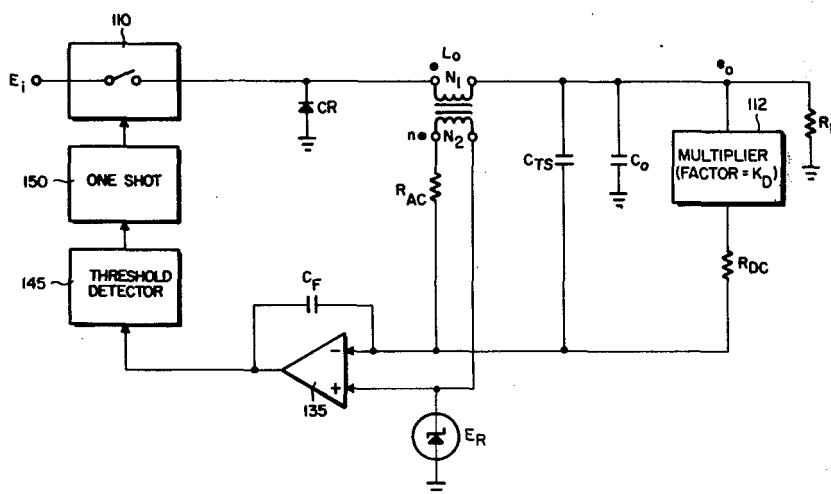 110
E_i
L_o
N_1
n
N_2
CR
R_AC
C_TS
C_o
e_o
112
MULTIPLIER
(FACTOR = K_D)
R_DC
150
ONE SHOT
145
THRESHOLD
DETECTOR
C_F
-
+
135
E_R